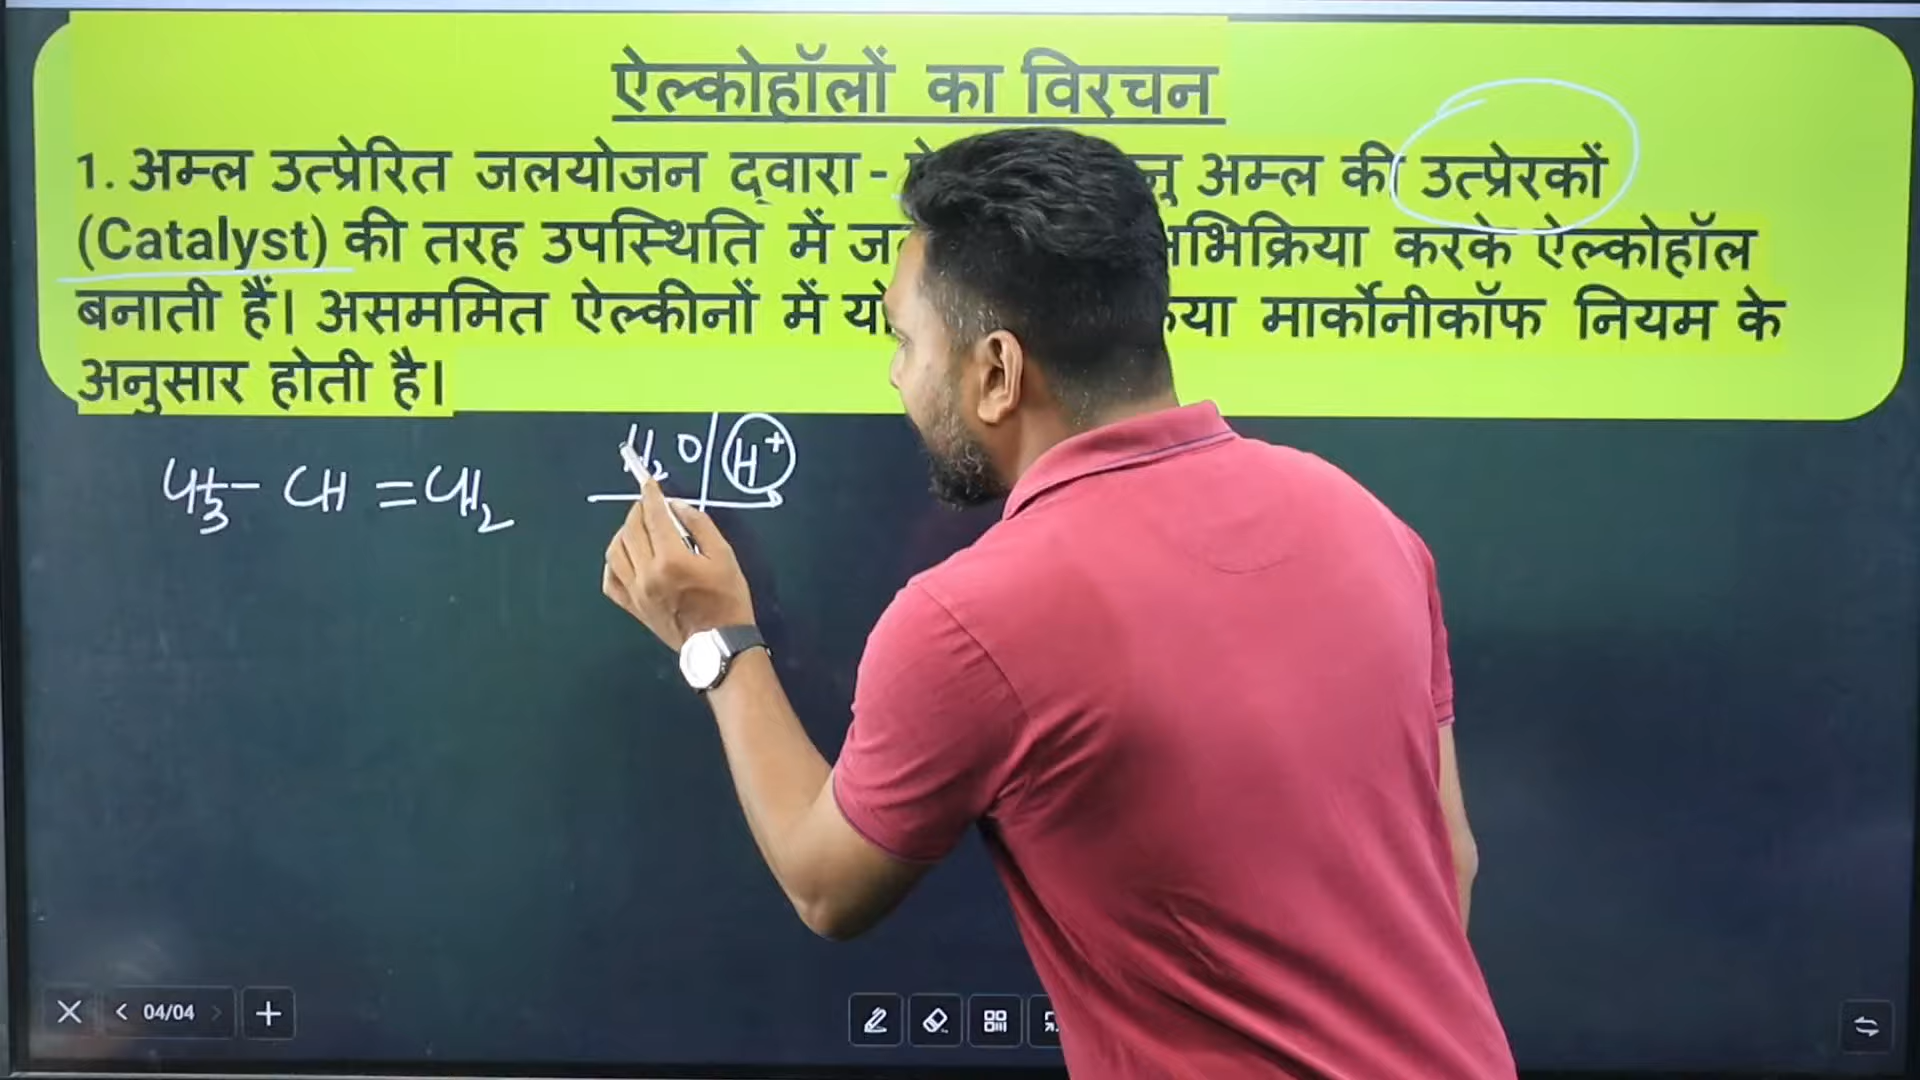 ऐल्कोहॉलों का विरचन
1. अम्ल उत्प्रेरित जलयोजन द्वारा - अम्ल की उत्प्रेरकों
(Catalyst) की तरह उपस्थिति में करके ऐल्कोहॉल
बनाती हैं। असममित ऐल्कीनों में मार्कोनीकॉफ नियम के
अनुसार होती है।
CH3 - CH = CH2 H2O / H+
04/04